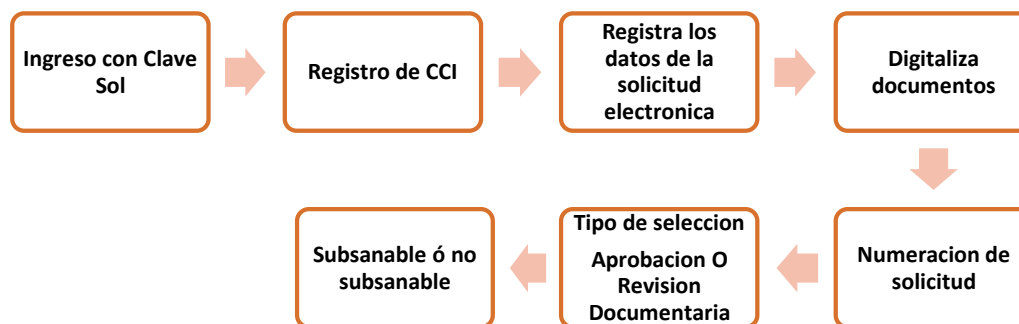 Ingreso con Clave
Sol
Registro de CCI
Registra los
datos de la
solicitud
electronica
Digitaliza
documentos
Numeracion de
solicitud
Tipo de seleccion
Aprobacion O
Revision
Documentaria
Subsanable ó no
subsanable